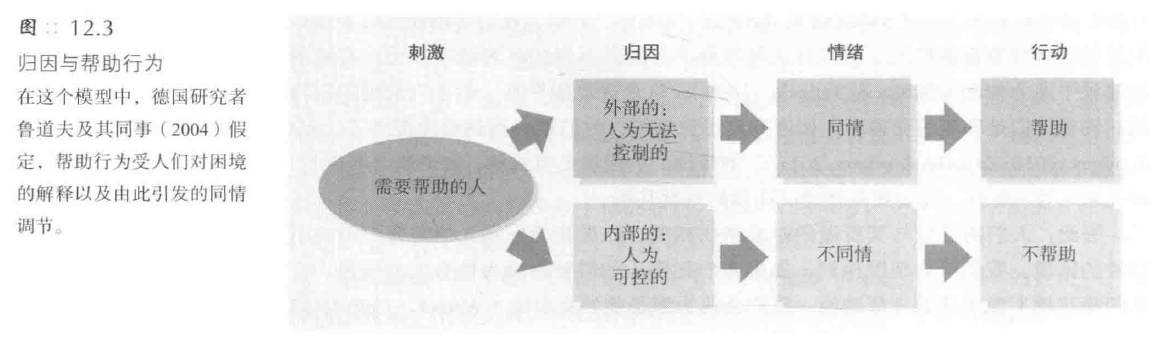 图 :: 12.3
归因与帮助行为
在这个模型中，德国研究者
鲁道夫及其同事（2004）假
定，帮助行为受人们对困境
的解释以及由此引发的同情
调节。
刺激 归因 情绪 行动
需要帮助的人
外部的：
人为无法
控制的
同情
帮助
内部的：
人为
可控的
不同情
不帮助